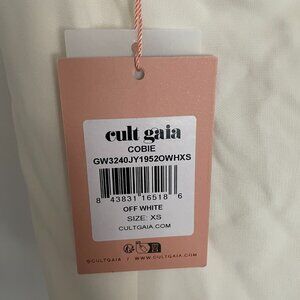 cult gaia
COBIE
GW3240JY1952OWHXS
8 43831 16518 6
OFF WHITE
SIZE: XS
CULTGAIA.COM
@CULTGAIA / WWW.CULTGAIA.COM